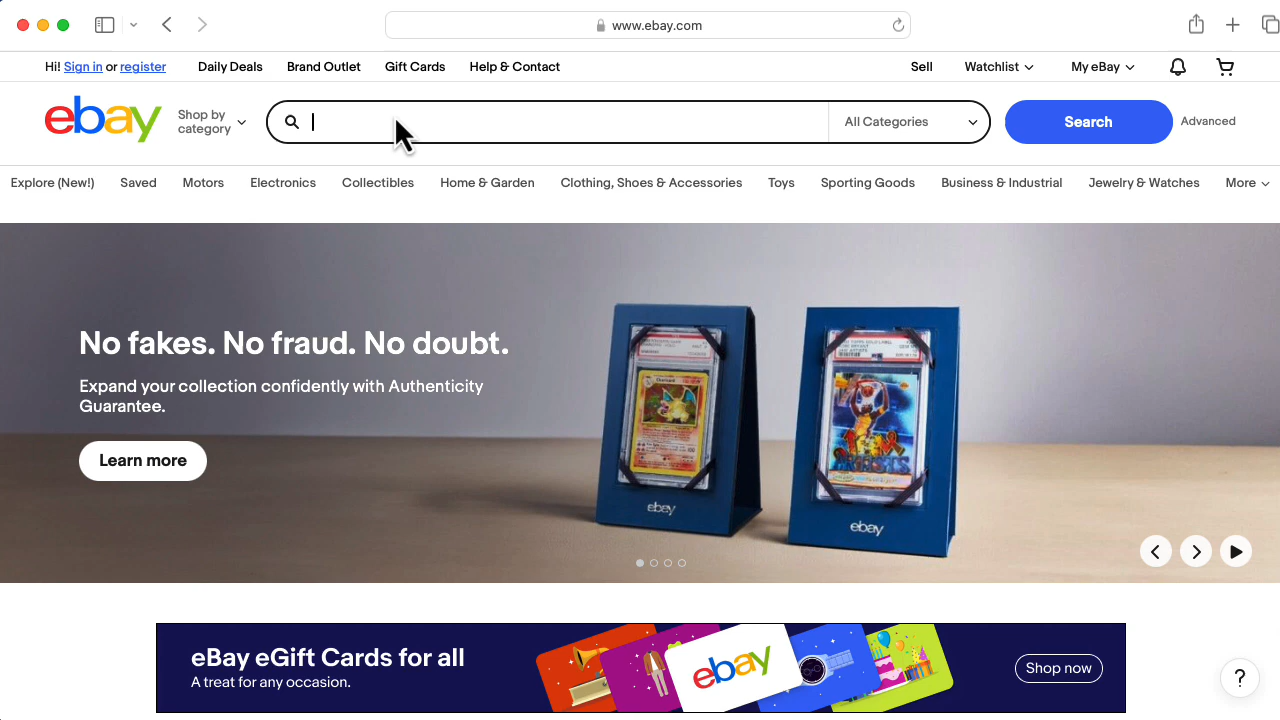 www.ebay.com
Hi! Sign in or register Daily Deals Brand Outlet Gift Cards Help & Contact Sell Watchlist My eBay
ebay
Shop by
category
All Categories
Search
Advanced
Explore (New!) Saved Motors Electronics Collectibles Home & Garden Clothing, Shoes & Accessories Toys Sporting Goods Business & Industrial Jewelry & Watches More
No fakes. No fraud. No doubt.
Expand your collection confidently with Authenticity
Guarantee.
Learn more
ebay
ebay
eBay eGift Cards for all
A treat for any occasion.
ebay
Shop now
?